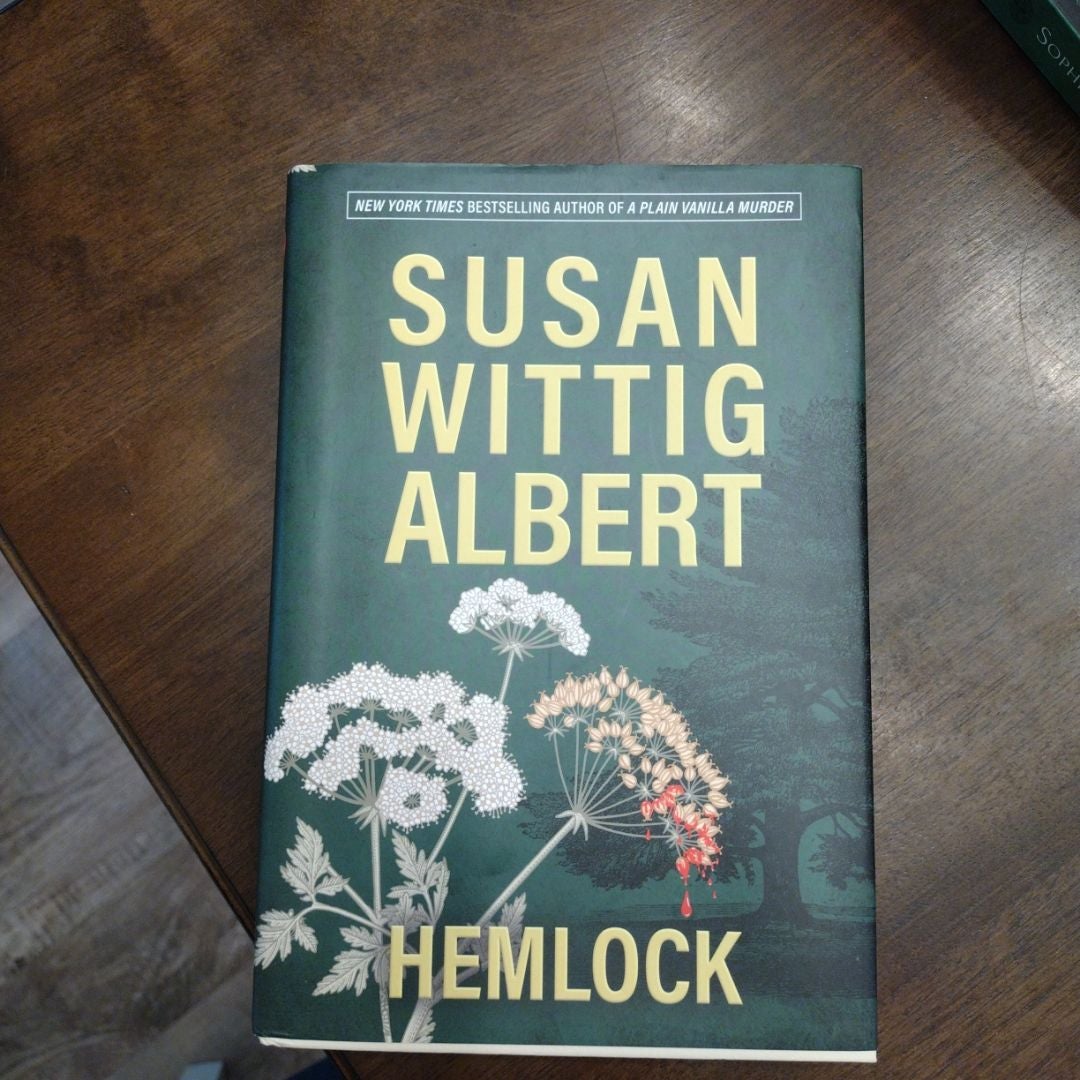 NEW YORK TIMES BESTSELLING AUTHOR OF A PLAIN VANILLA MURDER
SUSAN
WITTIG
ALBERT
HEMLOCK